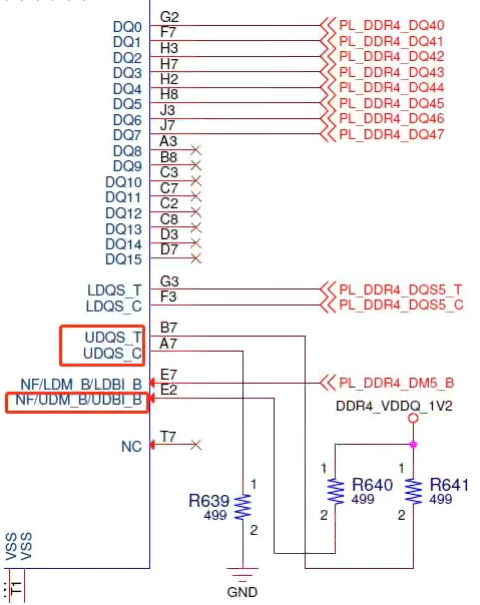 DQ0 G2 PL_DDR4_DQ40
DQ1 F7 PL_DDR4_DQ41
DQ2 H3 PL_DDR4_DQ42
DQ3 H7 PL_DDR4_DQ43
DQ4 H2 PL_DDR4_DQ44
DQ5 H8 PL_DDR4_DQ45
DQ6 J3 PL_DDR4_DQ46
DQ7 J7 PL_DDR4_DQ47
DQ8 A3
DQ9 B8
DQ10 C3
DQ11 C7
DQ12 C2
DQ13 C8
DQ14 D3
DQ15 D7
LDQS_T G3 PL_DDR4_DQS5_T
LDQS_C F3 PL_DDR4_DQS5_C
UDQS_T B7
UDQS_C A7
NF/LDM_B/LDBI_B E7 PL_DDR4_DM5_B
NF/UDM_B/UDBI_B E2
DDR4_VDDQ_1V2
NC T7
1 R639 499 2
1 R640 499 2
1 R641 499 2
GND
VSS
VSS
T1